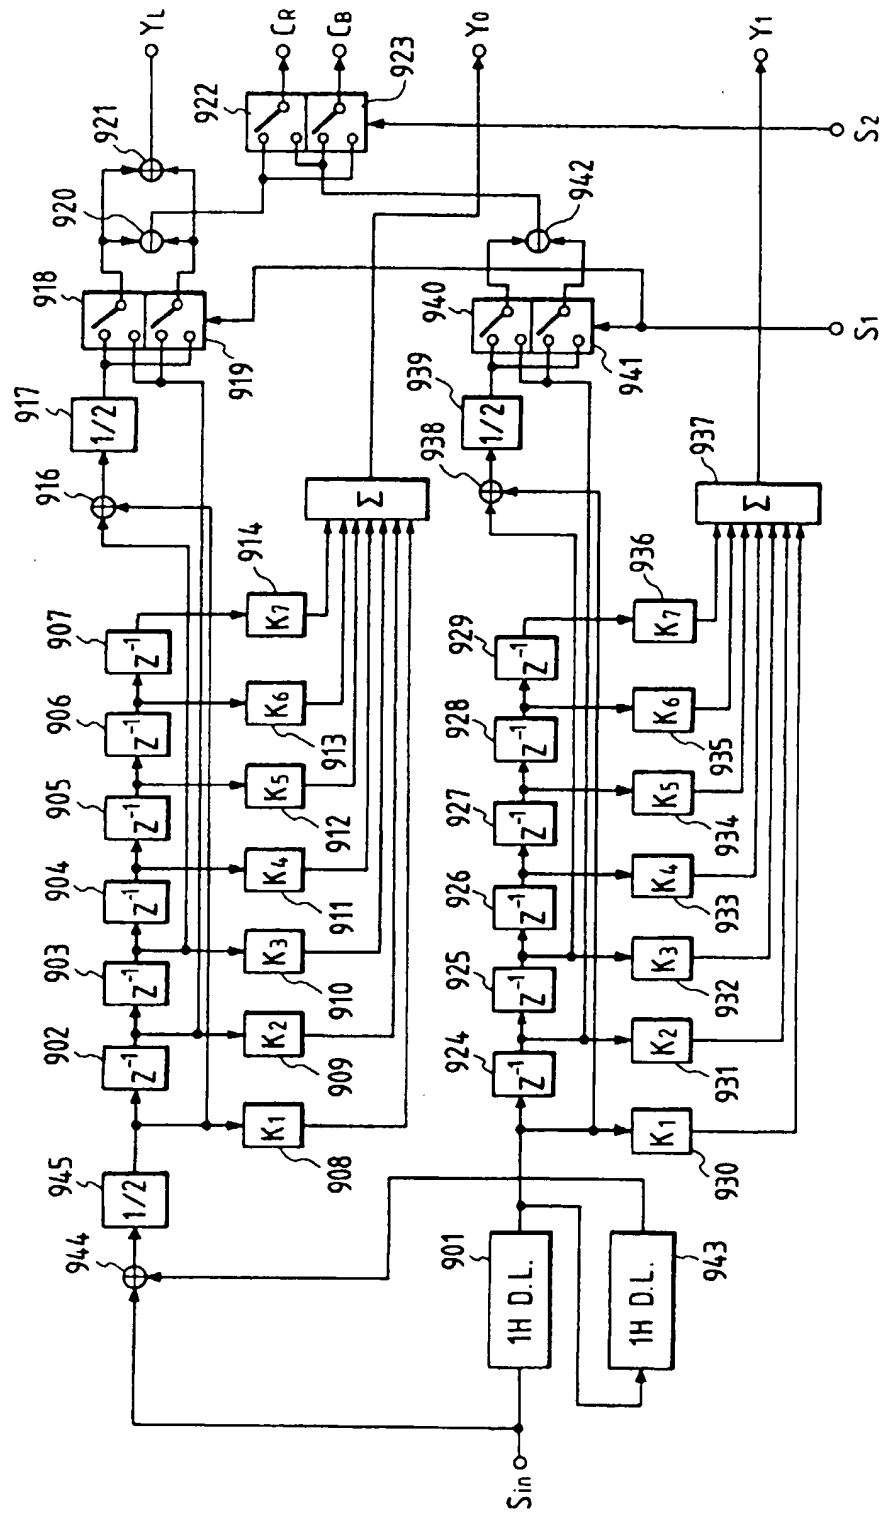 YL
CR
CB
Y0
Y1
921
920
922
923
918
919
917
1/2
916
942
940
941
939
1/2
938
S2
S1
Σ
937
Σ
907
906
905
904
903
902
Z-1
Z-1
Z-1
Z-1
Z-1
Z-1
914
K7
K6
913
K5
912
K4
911
K3
910
K2
909
K1
908
929
928
927
926
925
924
Z-1
Z-1
Z-1
Z-1
Z-1
Z-1
936
K7
K6
935
K5
934
K4
933
K3
932
K2
931
K1
930
945
1/2
944
901
1H D.L.
943
1H D.L.
Sin